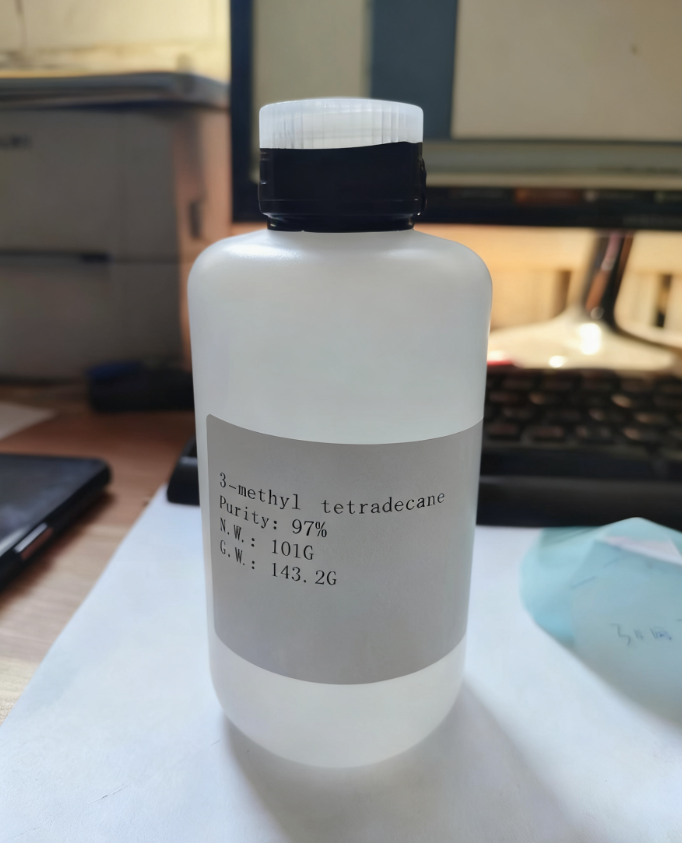 3-methyl tetradecane
Purity: 97%
N.W.: 101G
G.W.: 143.2G